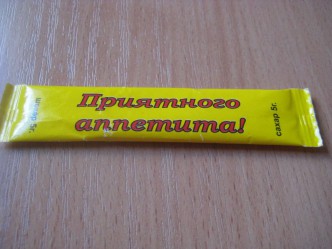 Приятного
аппетита!
сахар 5г.